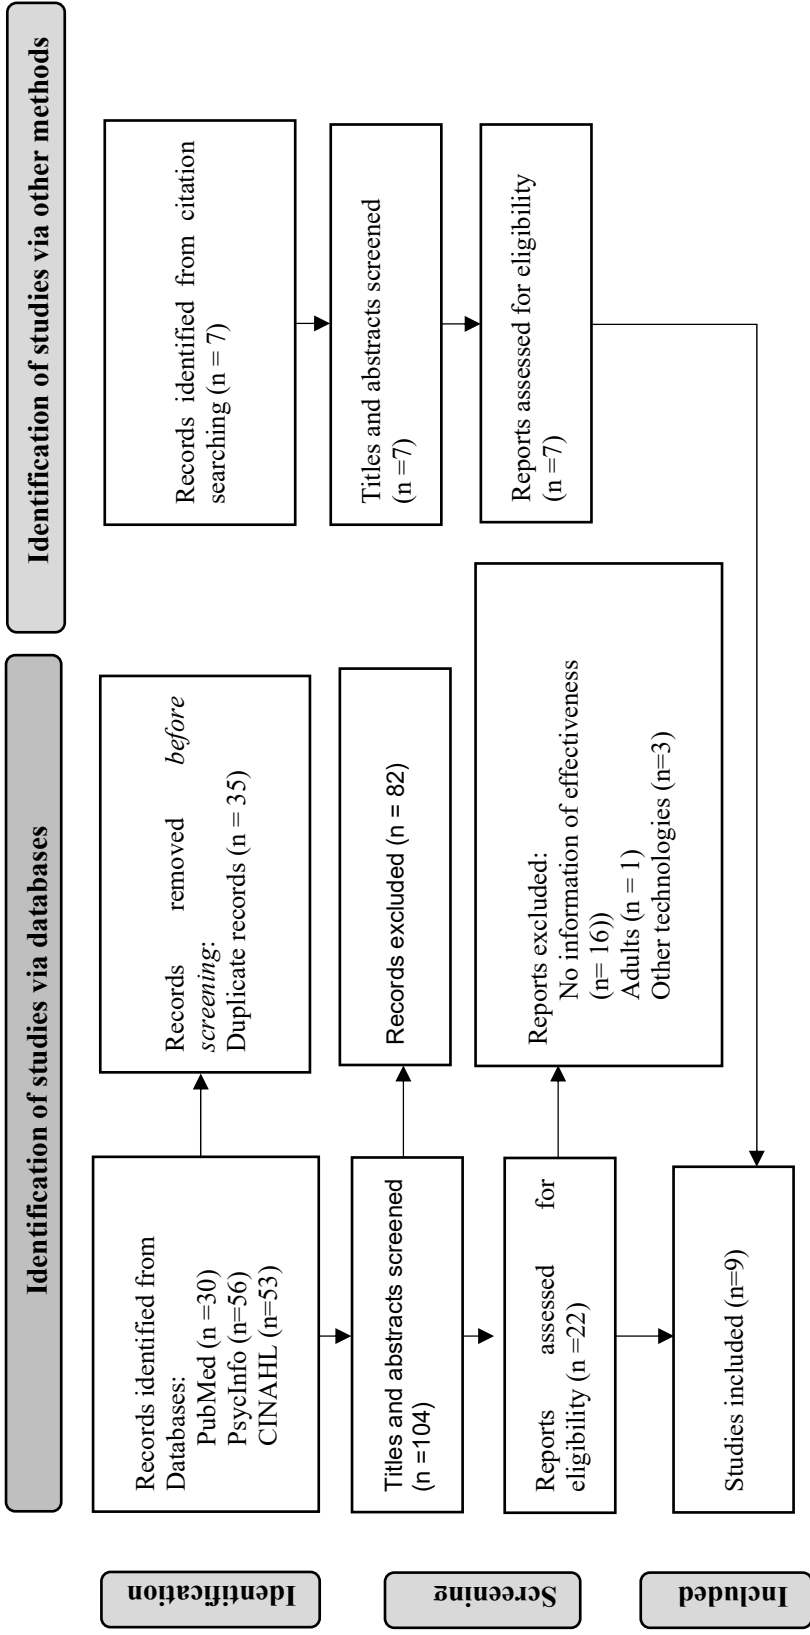 Identification of studies via databases
Identification of studies via other methods
Identification
Records identified from
Databases:
PubMed (n =30)
PsycInfo (n=56)
CINAHL (n=53)
Records removed before
screening:
Duplicate records (n = 35)
Records identified from citation
searching (n = 7)
Screening
Titles and abstracts screened
(n =104)
Records excluded (n = 82)
Titles and abstracts screened
(n =7)
Reports assessed for
eligibility (n =22)
Reports excluded:
No information of effectiveness
(n= 16))
Adults (n = 1)
Other technologies (n=3)
Reports assessed for eligibility
(n =7)
Included
Studies included (n=9)